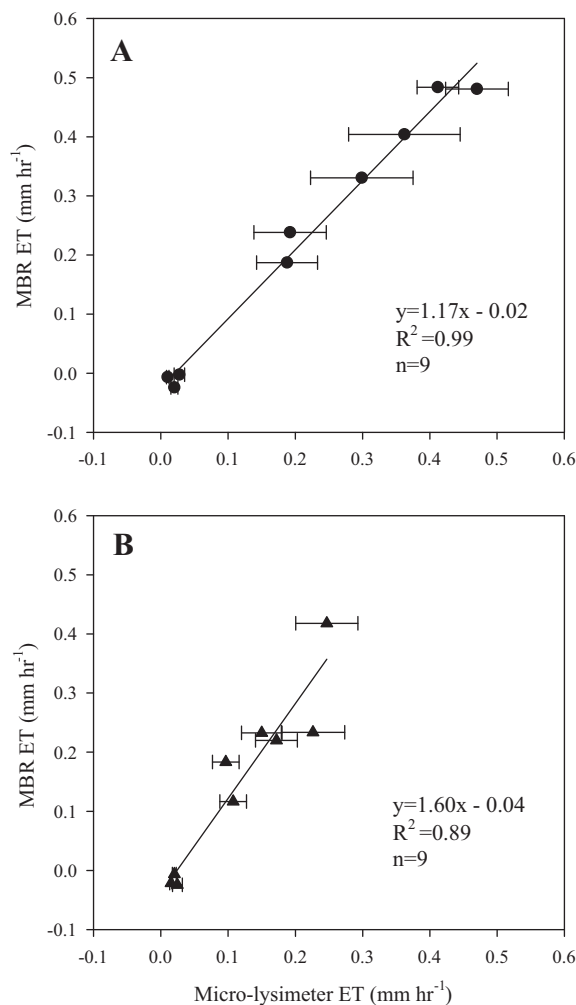 A
0.6
0.5
0.4
0.3
0.2
0.1
0.0
-0.1
MBR ET (mm hr⁻¹)
y=1.17x - 0.02
R² =0.99
n=9
-0.1 0.0 0.1 0.2 0.3 0.4 0.5 0.6
B
0.6
0.5
0.4
0.3
0.2
0.1
0.0
-0.1
MBR ET (mm hr⁻¹)
y=1.60x - 0.04
R² =0.89
n=9
-0.1 0.0 0.1 0.2 0.3 0.4 0.5 0.6
Micro-lysimeter ET (mm hr⁻¹)